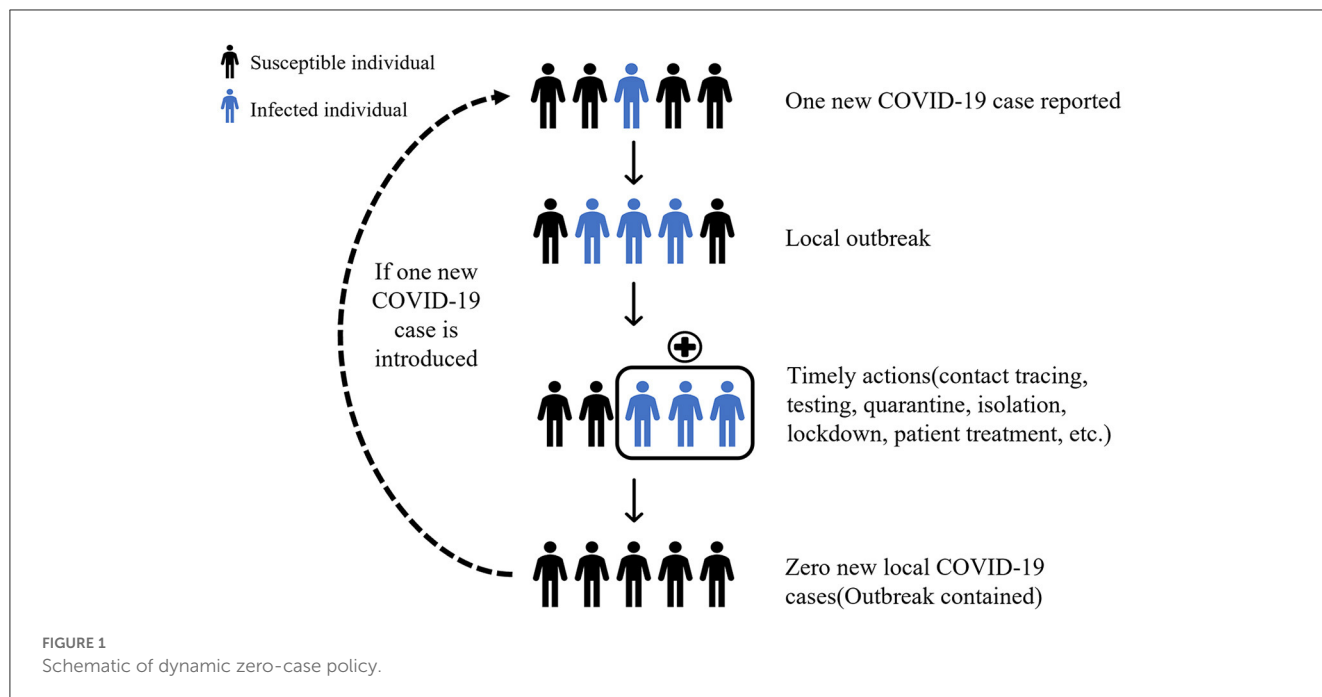 Susceptible individual
Infected individual
One new COVID-19 case reported
Local outbreak
If one new
COVID-19
case is
introduced
Timely actions(contact tracing,
testing, quarantine, isolation,
lockdown, patient treatment, etc.)
Zero new local COVID-19
cases(Outbreak contained)
FIGURE 1
Schematic of dynamic zero-case policy.